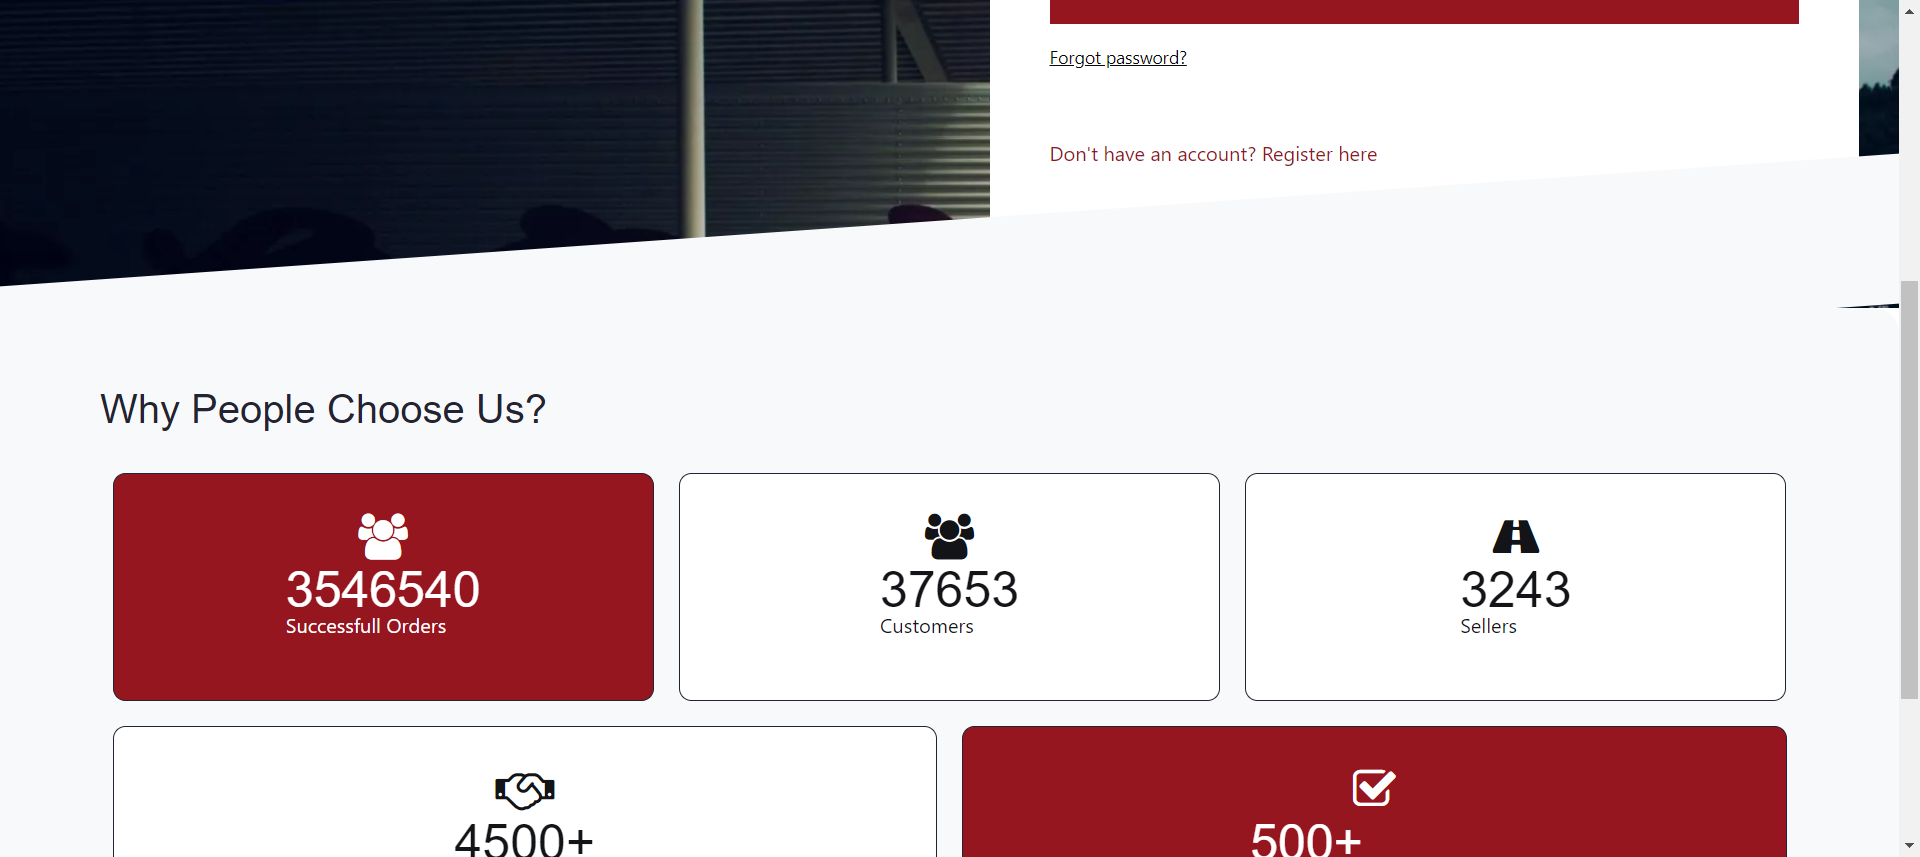 Forgot password?
Don't have an account? Register here
Why People Choose Us?
3546540
Successfull Orders
37653
Customers
3243
Sellers
4500+
500+